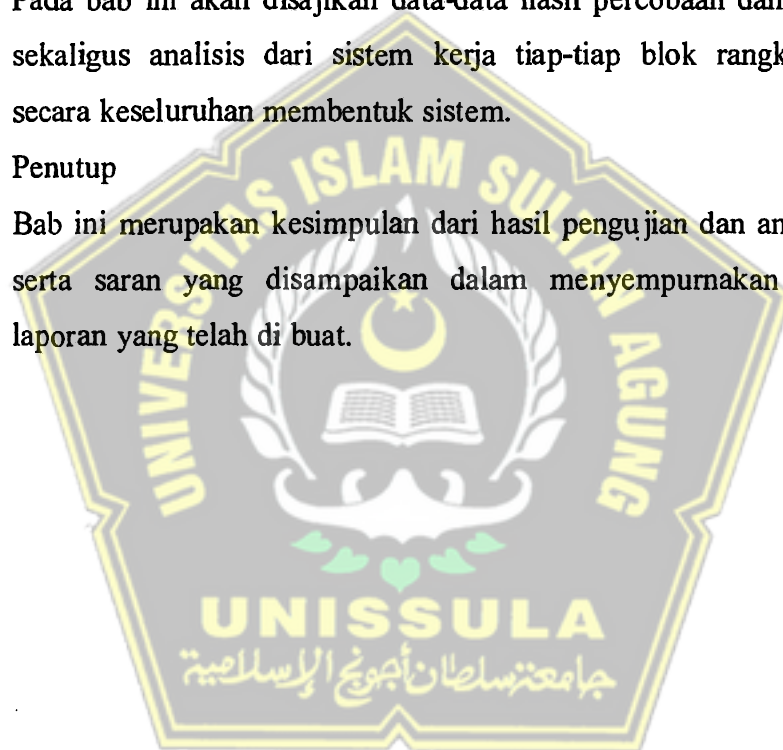 Pada bab ini akan disajikan data-data hasil percobaan dan
sekaligus analisis dari sistem kerja tiap-tiap blok
secara keseluruhan membentuk sistem.
Penutup
Bab ini merupakan kesimpulan dari hasil pengujian dan
serta saran yang disampaikan dalam menyempurnakan
laporan yang telah di buat.
UNIVERSITAS ISLAM SULTAN AGUNG
UNISSULA
جامعة سلطان أجونج الإسلامية